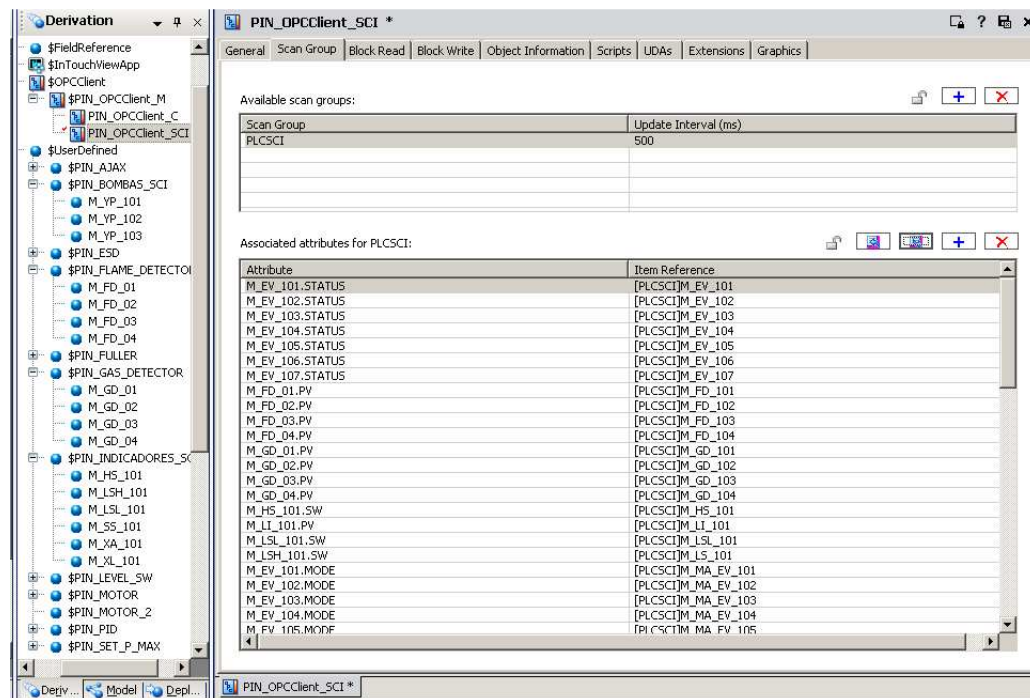 Derivation
$FieldReference
$InTouchViewApp
$OPCClient
$PIN_OPCClient_M
PIN_OPCClient_C
PIN_OPCClient_SCI
$UserDefined
$PIN_AJAX
$PIN_BOMBAS_SCI
M_YP_101
M_YP_102
M_YP_103
$PIN_ESD
$PIN_FLAME_DETECTO
M_FD_01
M_FD_02
M_FD_03
M_FD_04
$PIN_FULLER
$PIN_GAS_DETECTOR
M_GD_01
M_GD_02
M_GD_03
M_GD_04
$PIN_INDICADORES_SC
M_HS_101
M_LSH_101
M_LSL_101
M_SS_101
M_XA_101
M_XL_101
$PIN_LEVEL_SW
$PIN_MOTOR
$PIN_MOTOR_2
$PIN_PID
$PIN_SET_P_MAX
Deriv... Model Depl...
PIN_OPCClient_SCI *
General Scan Group Block Read Block Write Object Information Scripts UDAs Extensions Graphics
Available scan groups:
Scan Group Update Interval (ms)
PLCSCI 500
Associated attributes for PLCSCI:
Attribute Item Reference
M_EV_101.STATUS [PLCSCI]M_EV_101
M_EV_102.STATUS [PLCSCI]M_EV_102
M_EV_103.STATUS [PLCSCI]M_EV_103
M_EV_104.STATUS [PLCSCI]M_EV_104
M_EV_105.STATUS [PLCSCI]M_EV_105
M_EV_106.STATUS [PLCSCI]M_EV_106
M_EV_107.STATUS [PLCSCI]M_EV_107
M_FD_01.PV [PLCSCI]M_FD_101
M_FD_02.PV [PLCSCI]M_FD_102
M_FD_03.PV [PLCSCI]M_FD_103
M_FD_04.PV [PLCSCI]M_FD_104
M_GD_01.PV [PLCSCI]M_GD_101
M_GD_02.PV [PLCSCI]M_GD_102
M_GD_03.PV [PLCSCI]M_GD_103
M_GD_04.PV [PLCSCI]M_GD_104
M_HS_101.SW [PLCSCI]M_HS_101
M_LI_101.PV [PLCSCI]M_LI_101
M_LSL_101.SW [PLCSCI]M_LSL_101
M_LSH_101.SW [PLCSCI]M_LS_101
M_EV_101.MODE [PLCSCI]M_MA_EV_101
M_EV_102.MODE [PLCSCI]M_MA_EV_102
M_EV_103.MODE [PLCSCI]M_MA_EV_103
M_EV_104.MODE [PLCSCI]M_MA_EV_104
M_EV_105.MODE [PLCSCI]M_MA_EV_105
PIN_OPCClient_SCI *